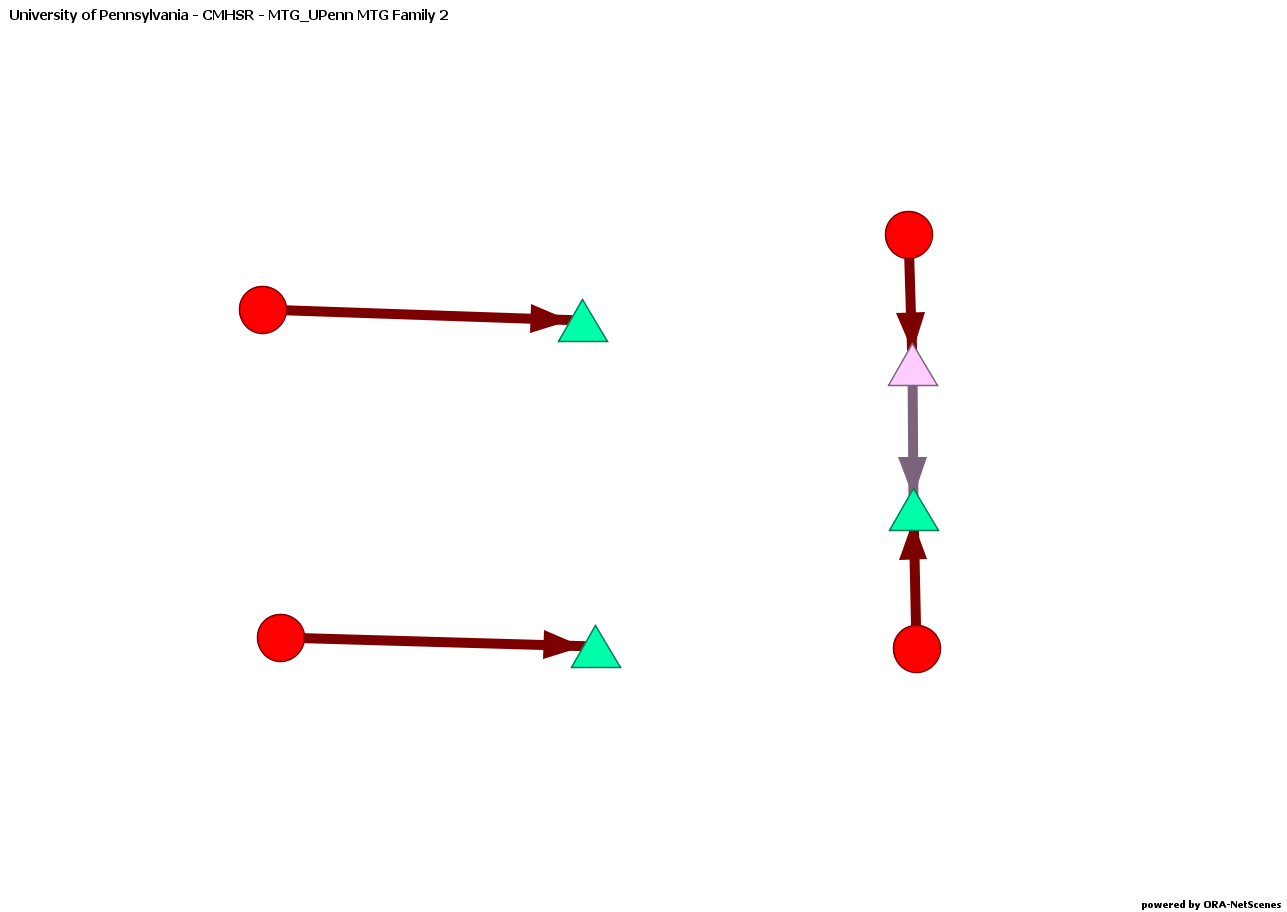 University of Pennsylvania - CMHSR - MTG_UPenn MTG Family 2
powered by ORA-NetScenes